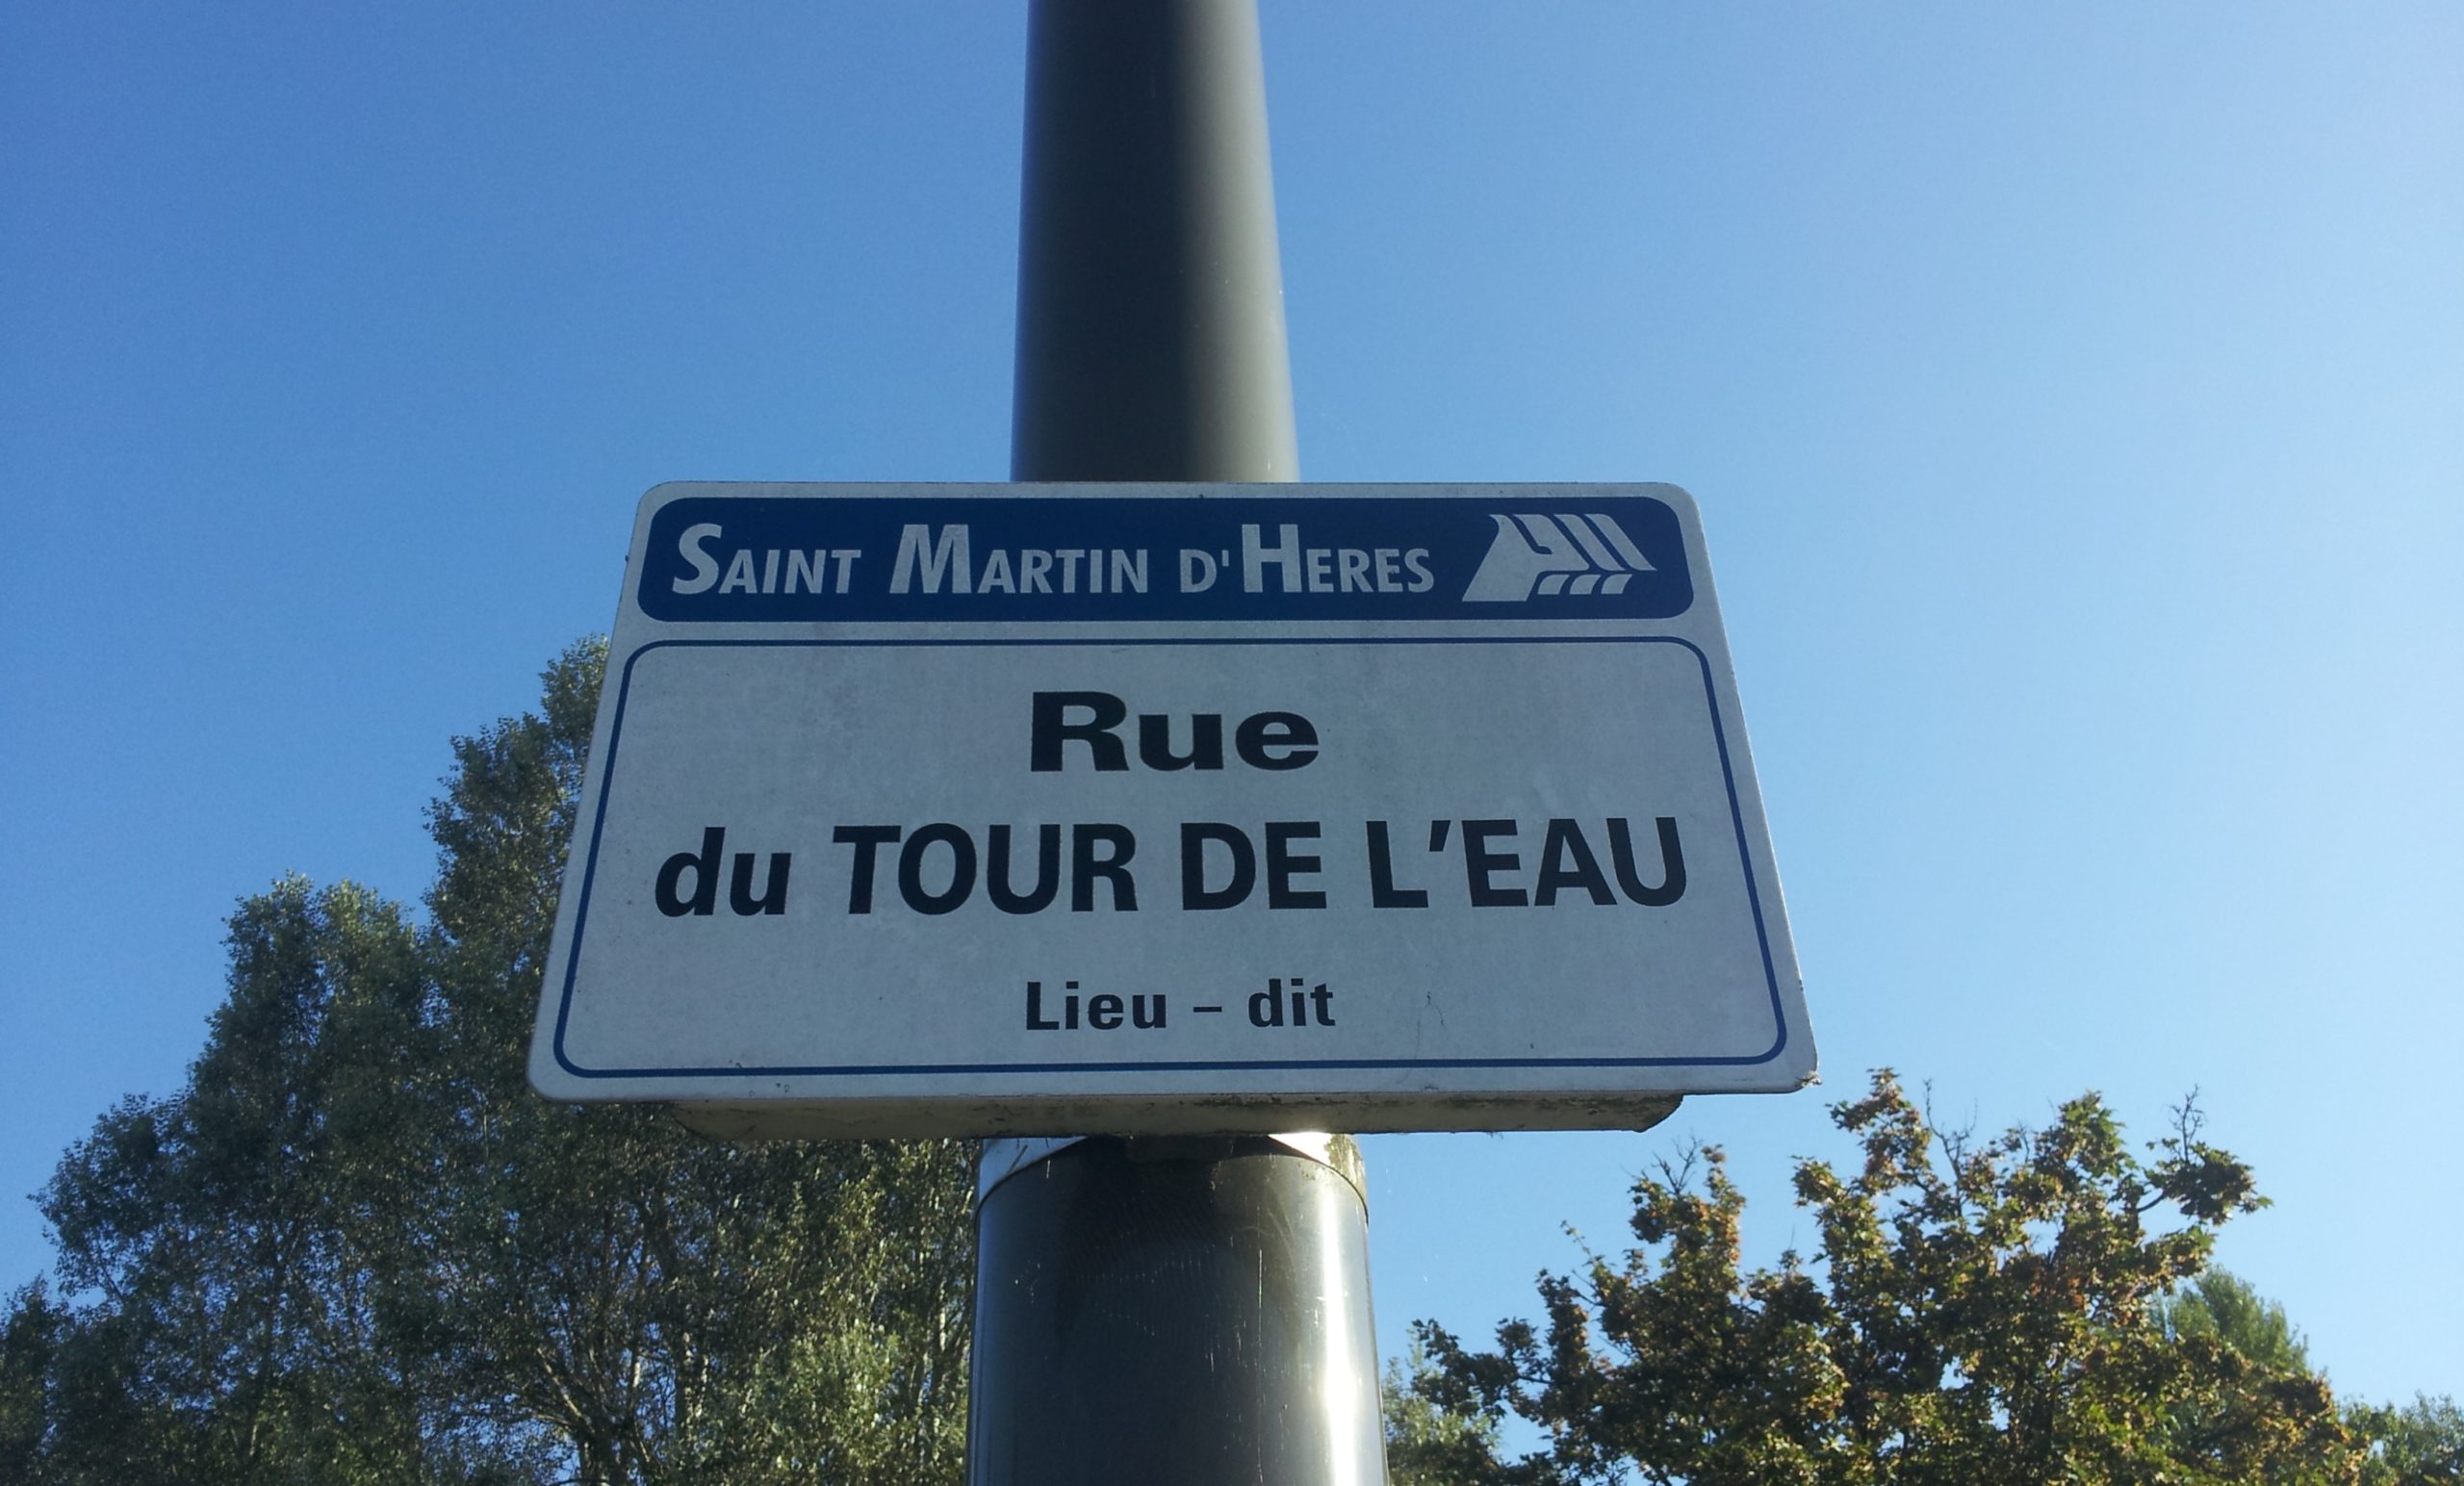 SAINT MARTIN D'HERES
Rue
du TOUR DE L'EAU
Lieu - dit